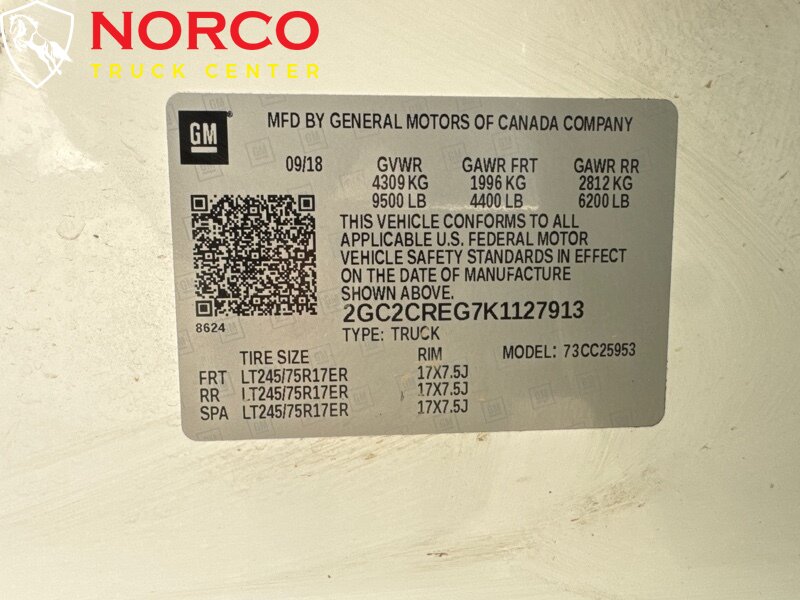 NORCO
TRUCK CENTER
GM
MFD BY GENERAL MOTORS OF CANADA COMPANY
09/18 GVWR GAWR FRT GAWR RR
4309 KG 1996 KG 2812 KG
9500 LB 4400 LB 6200 LB
THIS VEHICLE CONFORMS TO ALL
APPLICABLE U.S. FEDERAL MOTOR
VEHICLE SAFETY STANDARDS IN EFFECT
ON THE DATE OF MANUFACTURE
SHOWN ABOVE.
8624
2GC2CREG7K1127913
TYPE: TRUCK
TIRE SIZE RIM MODEL: 73CC25953
FRT LT245/75R17ER 17X7.5J
RR LT245/75R17ER 17X7.5J
SPA LT245/75R17ER 17X7.5J